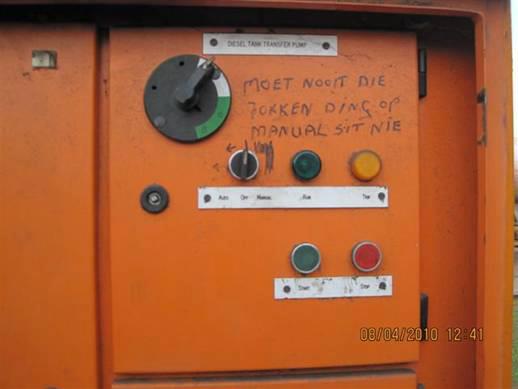 DIESEL TANK TRANSFER PUMP
MOET NOOIT DIE
FOKKEN DING OP
MANUAL SIT NIE
Auto Off Manual Run Trip
Start Stop
08/04/2010 12:41